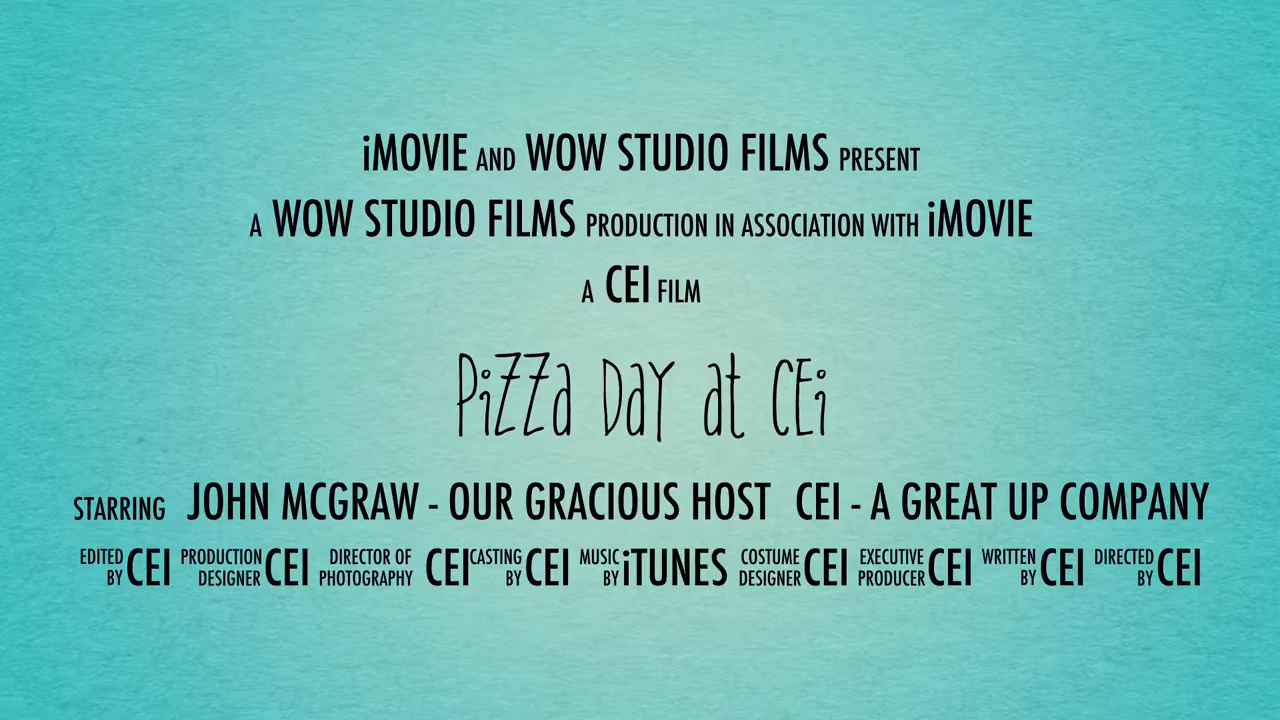 iMOVIE AND WOW STUDIO FILMS PRESENT
A WOW STUDIO FILMS PRODUCTION IN ASSOCIATION WITH iMOVIE
A CEI FILM
PiZZa DaY at CEi
STARRING JOHN MCGRAW - OUR GRACIOUS HOST CEI - A GREAT UP COMPANY
EDITED BY CEI PRODUCTION DESIGNER CEI DIRECTOR OF PHOTOGRAPHY CEI CASTING BY CEI MUSIC BY iTUNES COSTUME DESIGNER CEI EXECUTIVE PRODUCER CEI WRITTEN BY CEI DIRECTED BY CEI